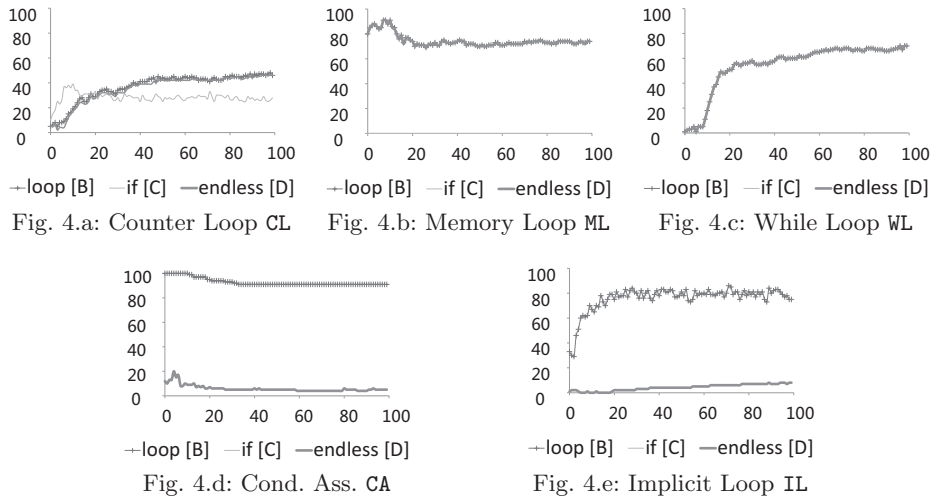 100
80
60
40
20
0
0 20 40 60 80 100
loop [B] if [C] endless [D]
Fig. 4.a: Counter Loop CL
100
80
60
40
20
0
0 20 40 60 80 100
loop [B] if [C] endless [D]
Fig. 4.b: Memory Loop ML
100
80
60
40
20
0
0 20 40 60 80 100
loop [B] if [C] endless [D]
Fig. 4.c: While Loop WL
100
80
60
40
20
0
0 20 40 60 80 100
loop [B] if [C] endless [D]
Fig. 4.d: Cond. Ass. CA
100
80
60
40
20
0
0 20 40 60 80 100
loop [B] if [C] endless [D]
Fig. 4.e: Implicit Loop IL